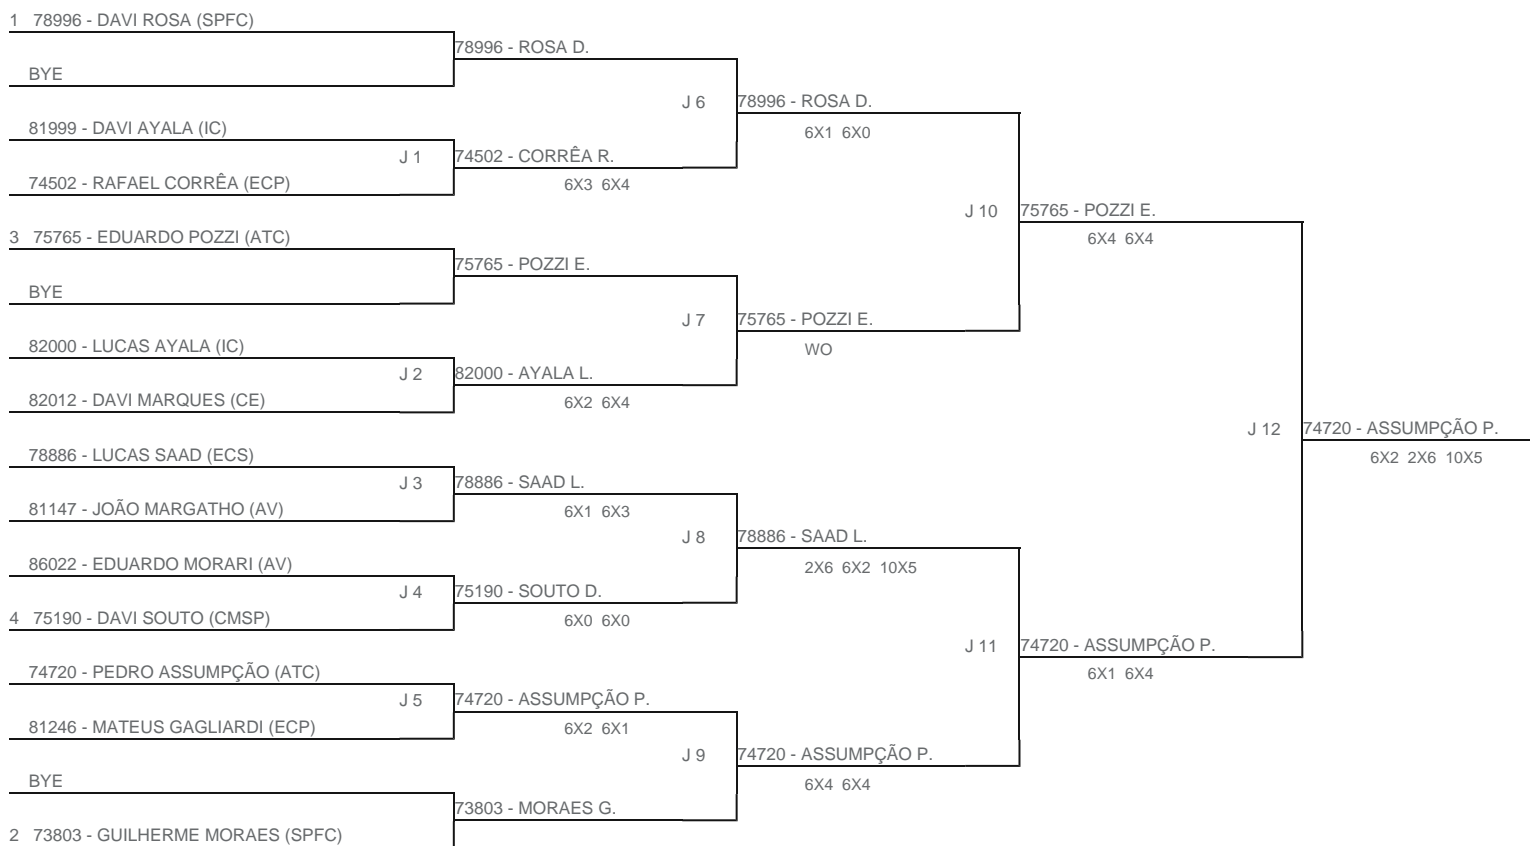 1 78996 - DAVI ROSA (SPFC)
78996 - ROSA D.
BYE
J 6
78996 - ROSA D.
6X1 6X0
81999 - DAVI AYALA (IC)
J 1
74502 - CORRÊA R.
6X3 6X4
74502 - RAFAEL CORRÊA (ECP)
J 10
75765 - POZZI E.
6X4 6X4
3 75765 - EDUARDO POZZI (ATC)
75765 - POZZI E.
BYE
J 7
75765 - POZZI E.
WO
82000 - LUCAS AYALA (IC)
J 2
82000 - AYALA L.
6X2 6X4
82012 - DAVI MARQUES (CE)
J 12
74720 - ASSUMPÇÃO P.
6X2 2X6 10X5
78886 - LUCAS SAAD (ECS)
J 3
78886 - SAAD L.
6X1 6X3
81147 - JOÃO MARGATHO (AV)
J 8
78886 - SAAD L.
2X6 6X2 10X5
86022 - EDUARDO MORARI (AV)
J 4
75190 - SOUTO D.
6X0 6X0
4 75190 - DAVI SOUTO (CMSP)
J 11
74720 - ASSUMPÇÃO P.
6X1 6X4
74720 - PEDRO ASSUMPÇÃO (ATC)
J 5
74720 - ASSUMPÇÃO P.
6X2 6X1
81246 - MATEUS GAGLIARDI (ECP)
J 9
74720 - ASSUMPÇÃO P.
6X4 6X4
BYE
73803 - MORAES G.
2 73803 - GUILHERME MORAES (SPFC)